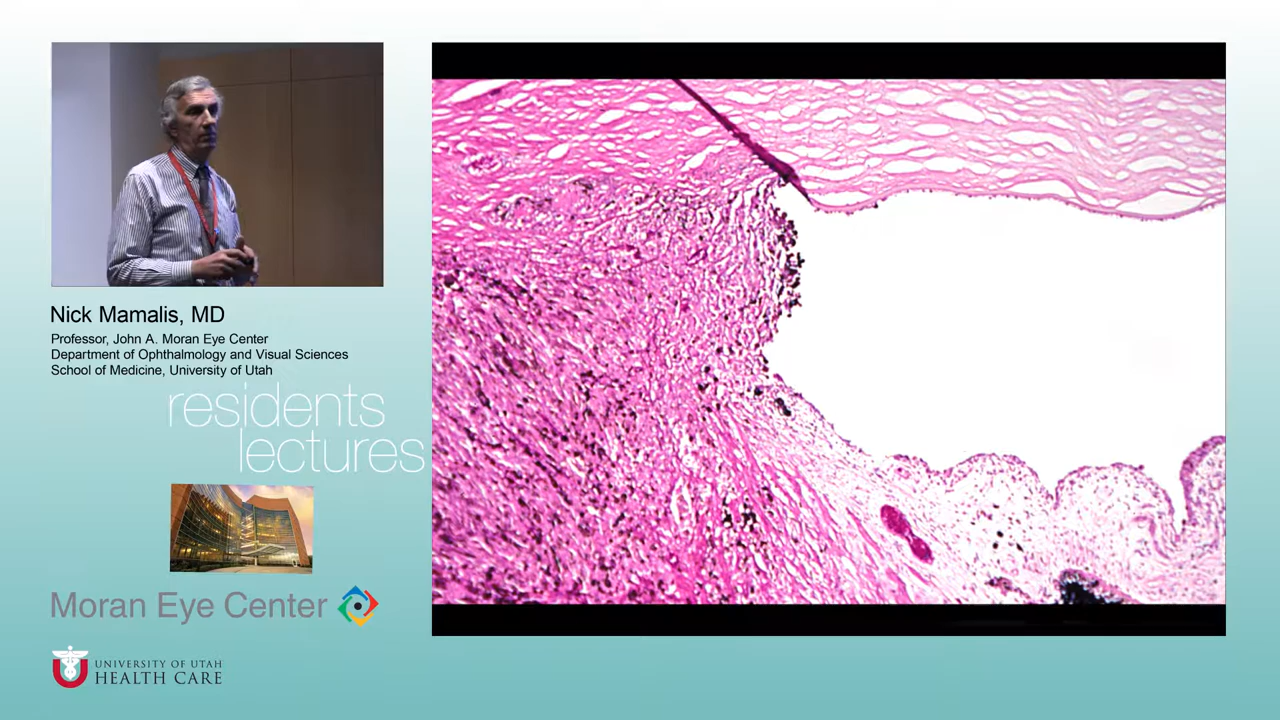 Nick Mamalis, MD
Professor, John A. Moran Eye Center
Department of Ophthalmology and Visual Sciences
School of Medicine, University of Utah
residents
lectures
Moran Eye Center
U
UNIVERSITY OF UTAH
HEALTH CARE